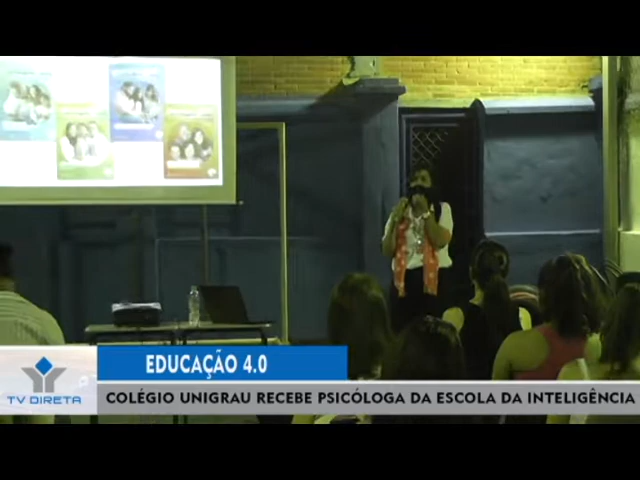 EDUCAÇÃO 4.0
TV DIRETA
COLÉGIO UNIGRAU RECEBE PSICÓLOGA DA ESCOLA DA INTELIGÊNCIA